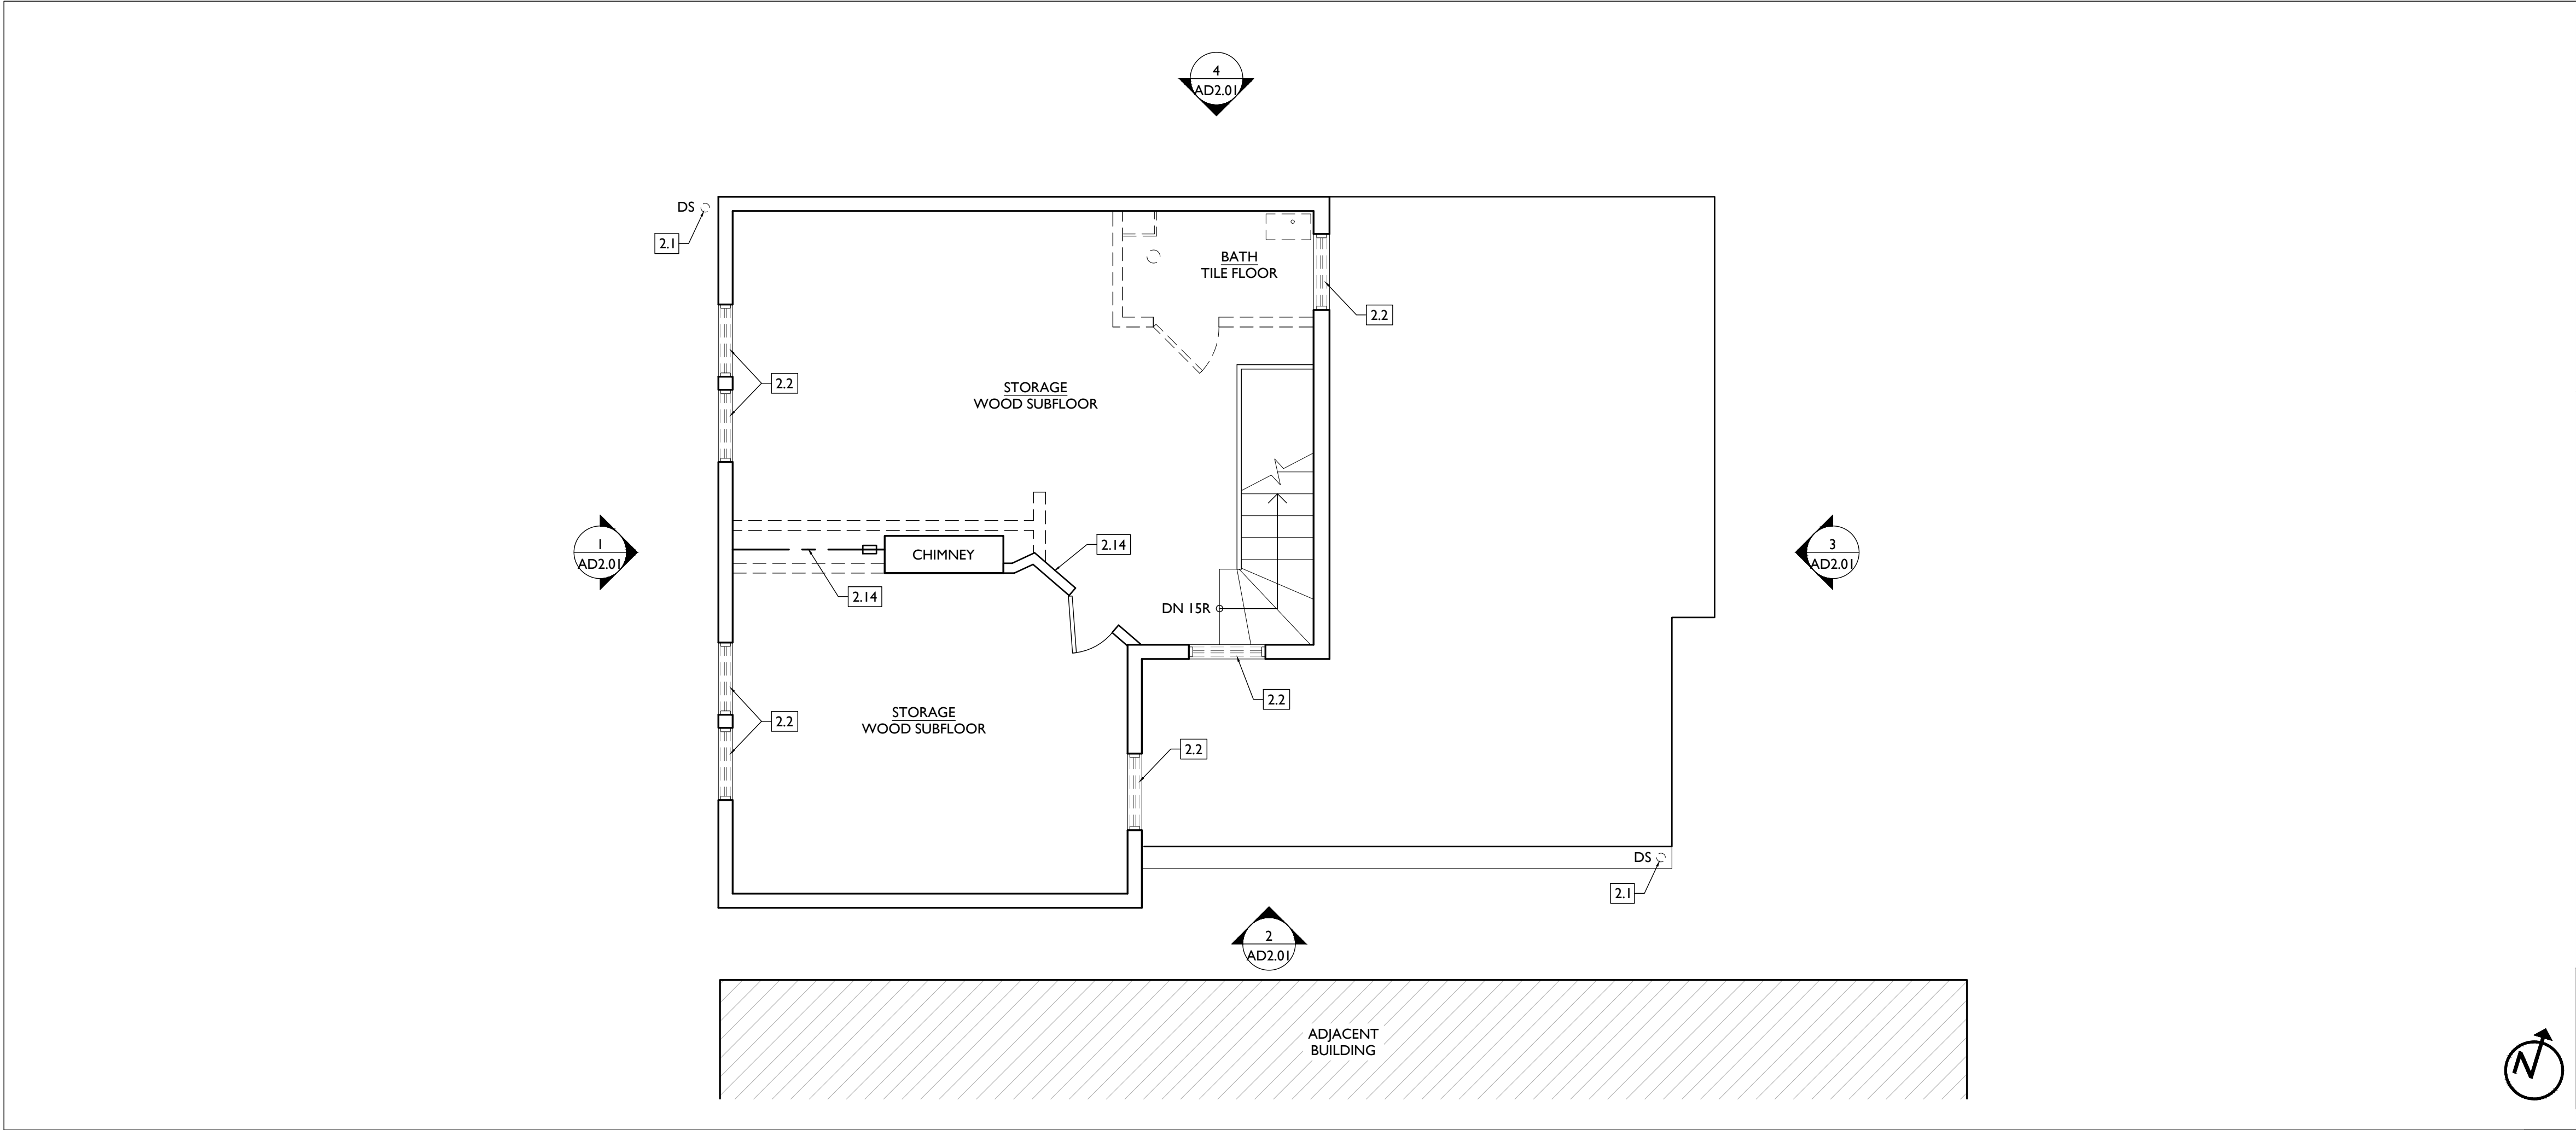 4
AD2.01
DS
2.1
BATH
TILE FLOOR
2.2
2.2
STORAGE
WOOD SUBFLOOR
1
AD2.01
CHIMNEY
2.14
2.14
3
AD2.01
DN 15R
2.2
STORAGE
WOOD SUBFLOOR
2.2
2.2
DS
2.1
2
AD2.01
ADJACENT
BUILDING
N